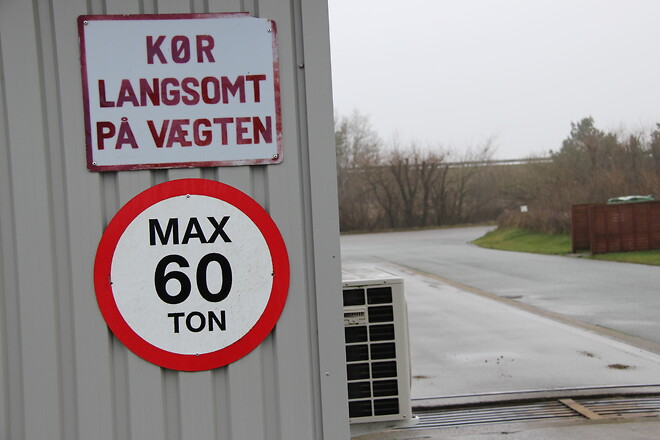 KØR
LANGSOMT
PÅ VÆGTEN
MAX
60
TON